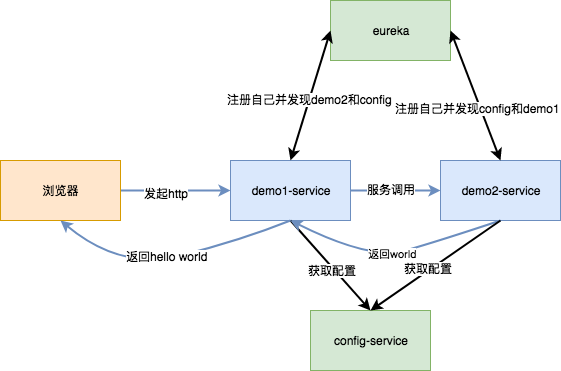 eureka
注册自己并发现demo2和config
注册自己并发现config和demo1
浏览器
发起http
demo1-service
服务调用
demo2-service
返回hello world
返回world
获取配置
获取配置
config-service